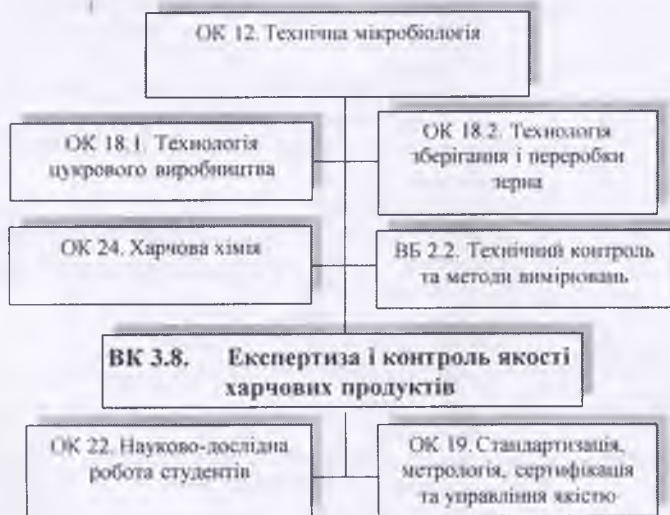 ОК 12. Технічна мікробіологія
ОК 18.1. Технологія
цукрового виробництва
ОК 18.2. Технологія
зберігання і переробки
зерна
ОК 24. Харчова хімія
ВБ 2.2. Технічний контроль
та методи вимірювань
ВК 3.8. Експертиза і контроль якості
харчових продуктів
ОК 22. Науково-дослідна
робота студентів
ОК 19. Стандартизація,
метрологія, сертифікація
та управління якістю